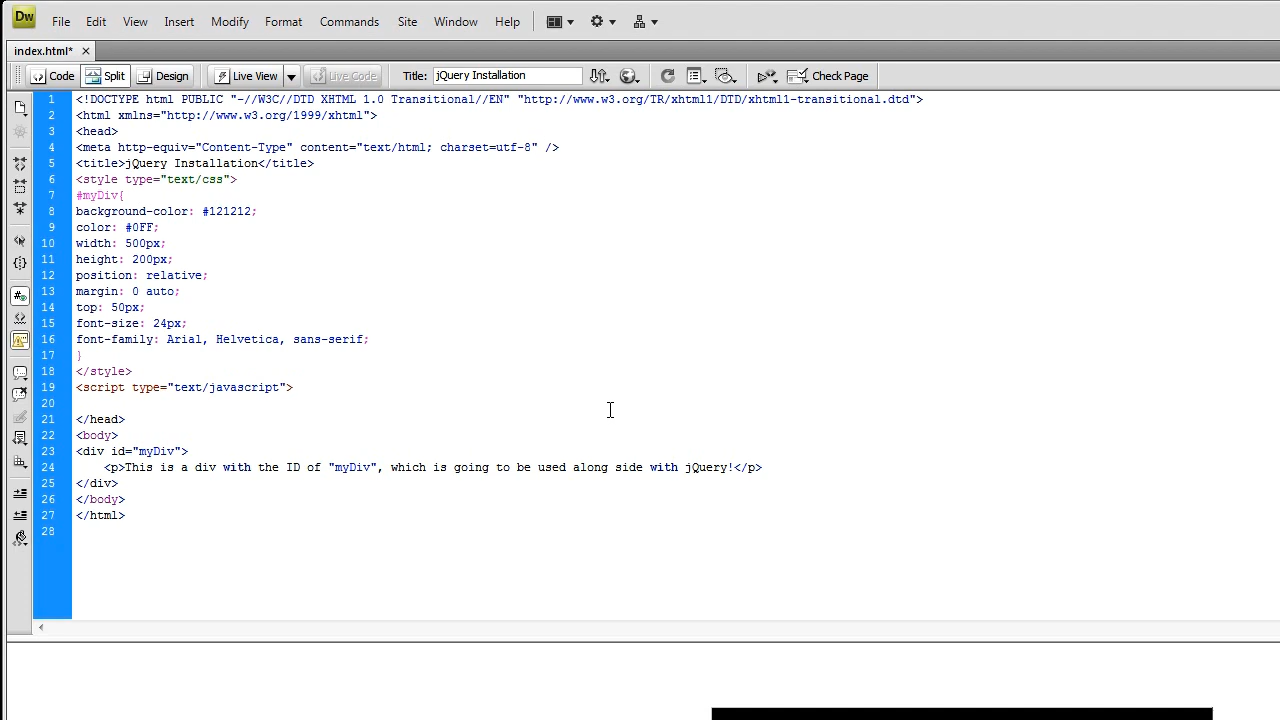 Dw File Edit View Insert Modify Format Commands Site Window Help
index.html*
Code Split Design Live View Live Code Title: jQuery Installation Check Page
1 <!DOCTYPE html PUBLIC "-//W3C//DTD XHTML 1.0 Transitional//EN" "http://www.w3.org/TR/xhtml1/DTD/xhtml1-transitional.dtd">
2 <html xmlns="http://www.w3.org/1999/xhtml">
3 <head>
4 <meta http-equiv="Content-Type" content="text/html; charset=utf-8" />
5 <title>jQuery Installation</title>
6 <style type="text/css">
7 #myDiv{
8 background-color: #121212;
9 color: #0FF;
10 width: 500px;
11 height: 200px;
12 position: relative;
13 margin: 0 auto;
14 top: 50px;
15 font-size: 24px;
16 font-family: Arial, Helvetica, sans-serif;
17 }
18 </style>
19 <script type="text/javascript">
20
21 </head>
22 <body>
23 <div id="myDiv">
24 <p>This is a div with the ID of "myDiv", which is going to be used along side with jQuery!</p>
25 </div>
26 </body>
27 </html>
28